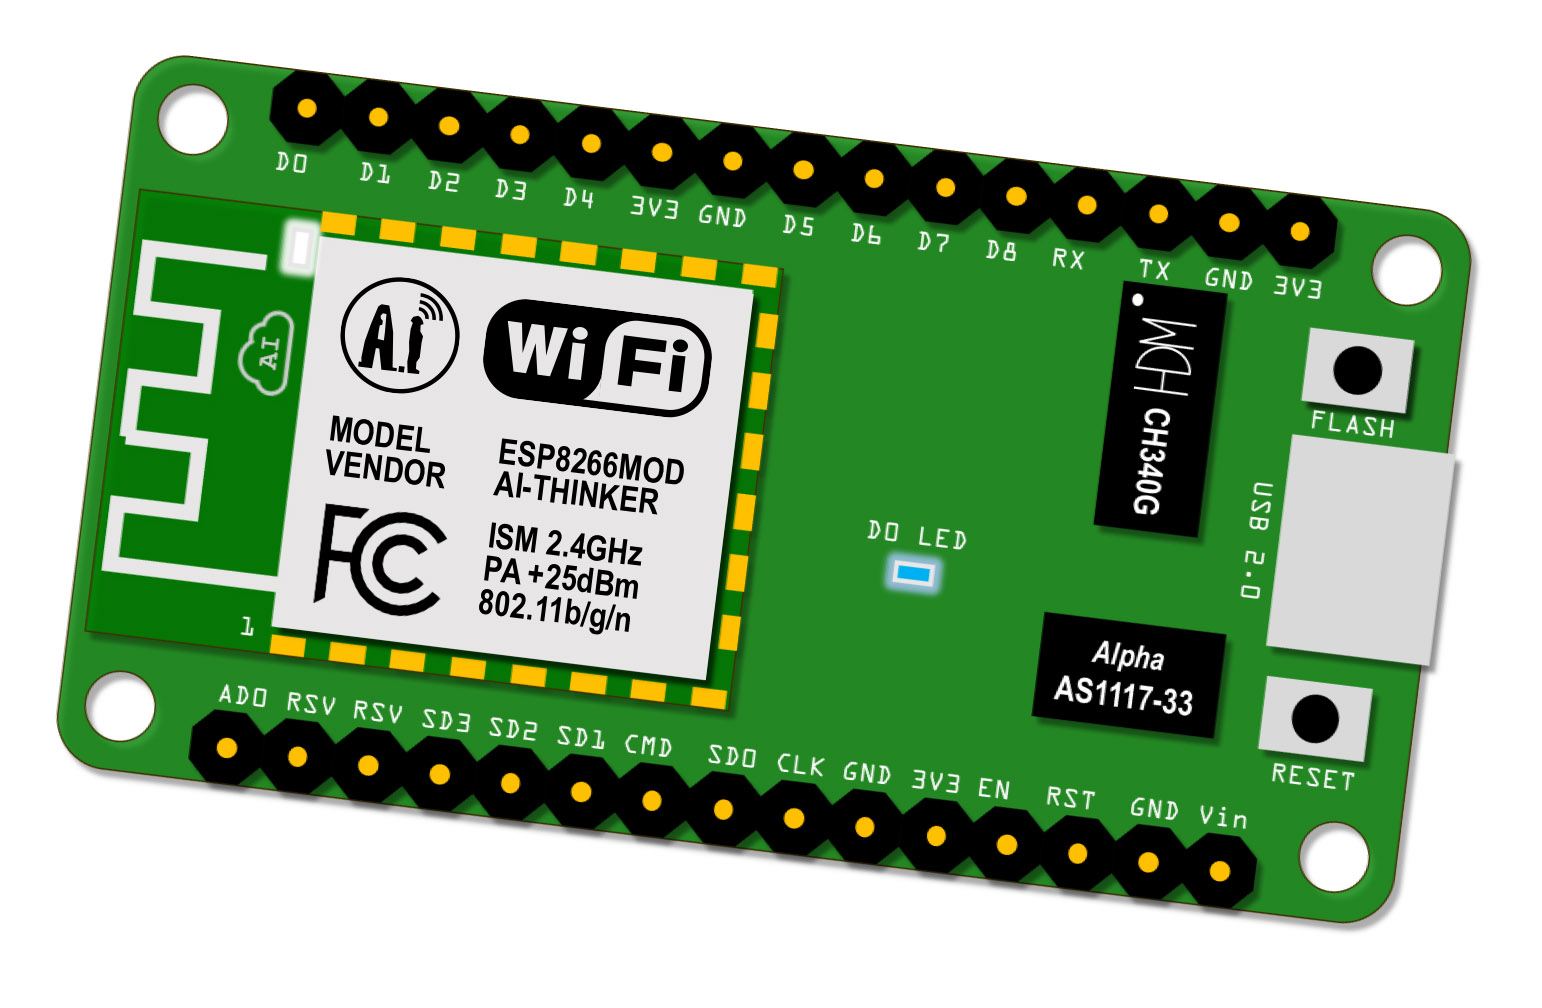 D0 D1 D2 D3 D4 3V3 GND D5 D6 D7 D8 RX TX GND 3V3
AI
A.I
Wi Fi
MODEL
VENDOR
ESP8266MOD
AI-THINKER
FCC
ISM 2.4GHz
PA +25dBm
802.11b/g/n
1
D0 LED
WDH
CH340G
FLASH
USB 2.0
Alpha
AS1117-33
RESET
AD0 RSV RSV SD3 SD2 SD1 CMD SD0 CLK GND 3V3 EN RST GND Vin